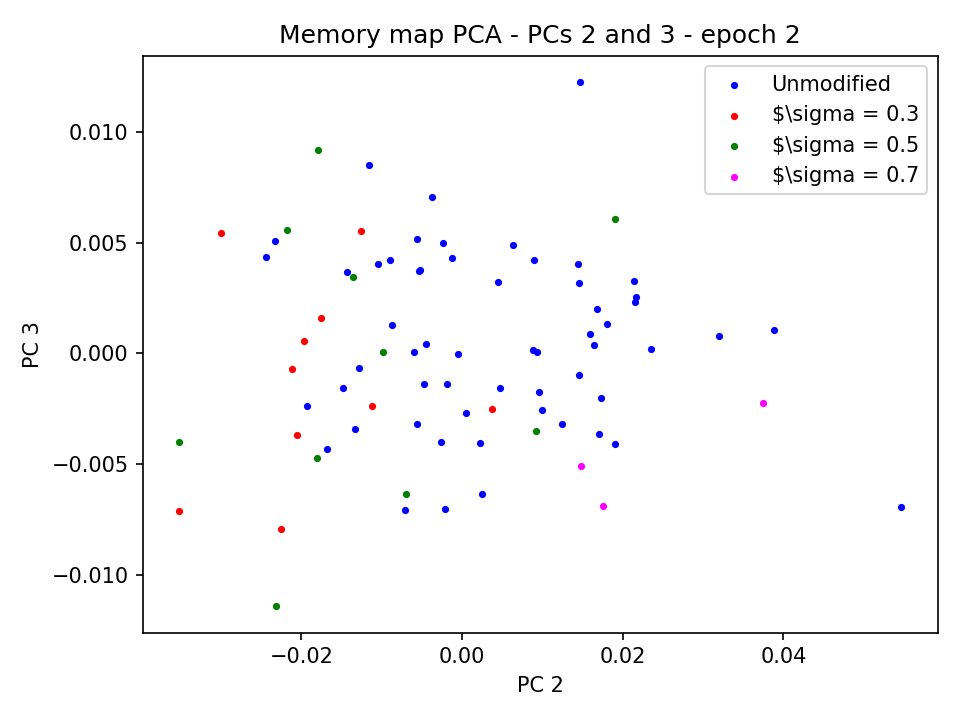 Memory map PCA - PCs 2 and 3 - epoch 2
Unmodified
$\sigma = 0.3
$\sigma = 0.5
$\sigma = 0.7
0.010
0.005
0.000
−0.005
−0.010
PC 3
−0.02
0.00
0.02
0.04
PC 2